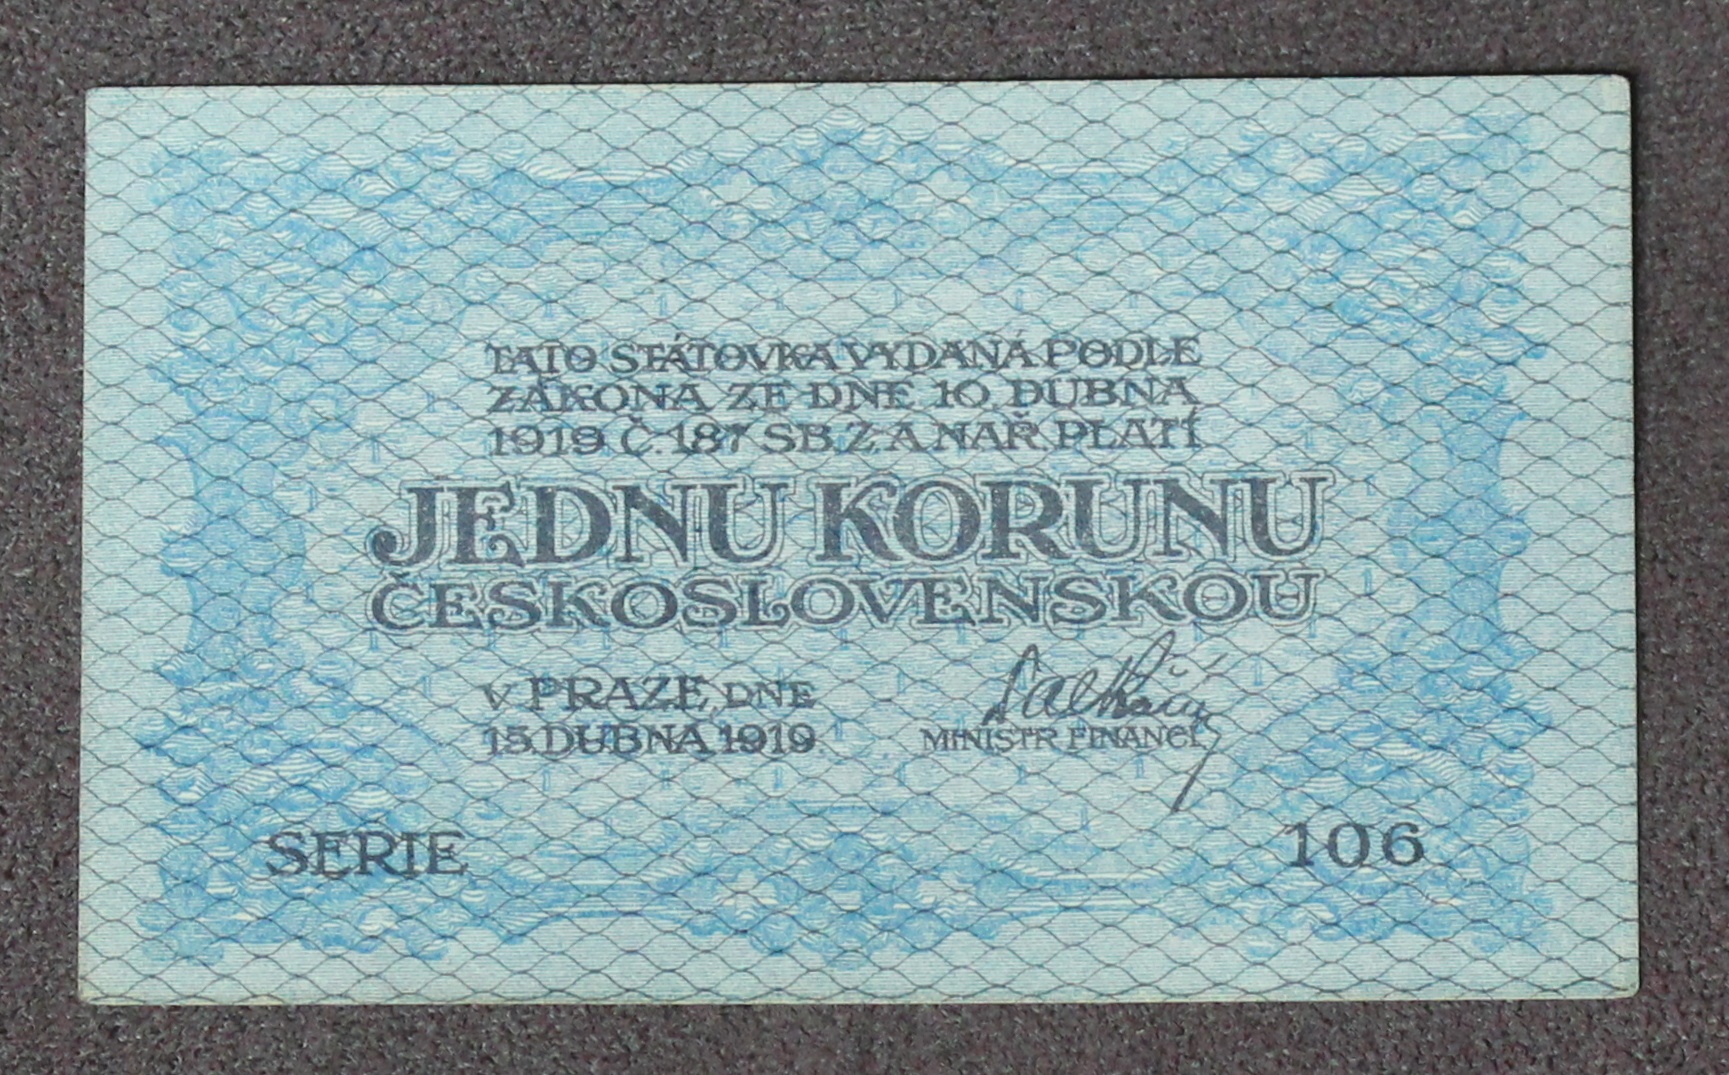 TATO STÁTOVKA VYDANÁ PODLE
ZÁKONA ZE DNE 10. DUBNA
1919 Č. 187 SB. Z. A NAŘ. PLATÍ
JEDNU KORUNU
ČESKOSLOVENSKOU
V PRAZE, DNE
15. DUBNA 1919
MINISTR FINANCÍ
SERIE 106